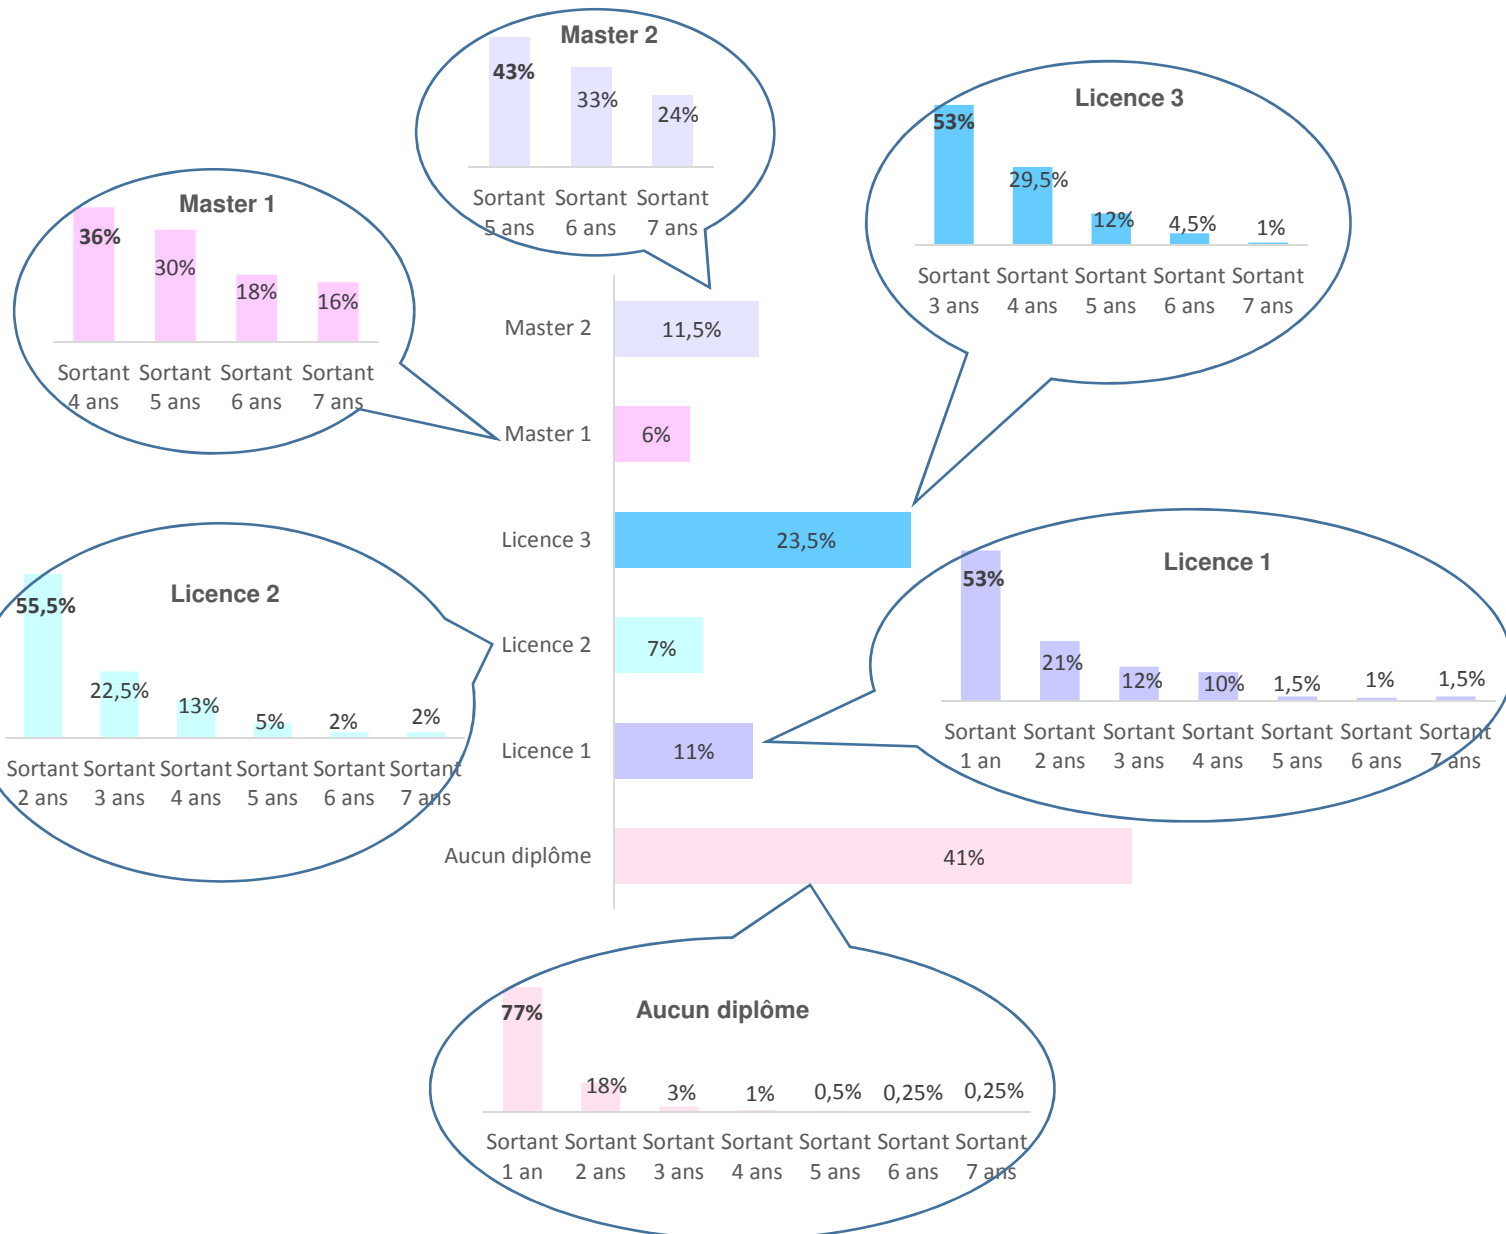 Master 2
43%
33%
24%
Sortant Sortant Sortant
5 ans 6 ans 7 ans
Licence 3
53%
29,5%
12%
4,5%
1%
Sortant Sortant Sortant Sortant Sortant
3 ans 4 ans 5 ans 6 ans 7 ans
Master 1
36%
30%
18%
16%
Sortant Sortant Sortant Sortant
4 ans 5 ans 6 ans 7 ans
Master 2
11,5%
Master 1
6%
Licence 3
23,5%
Licence 2
7%
Licence 1
11%
Aucun diplôme
41%
Licence 2
55,5%
22,5%
13%
5%
2%
2%
Sortant Sortant Sortant Sortant Sortant Sortant
2 ans 3 ans 4 ans 5 ans 6 ans 7 ans
Licence 1
53%
21%
12%
10%
1,5%
1%
1,5%
Sortant Sortant Sortant Sortant Sortant Sortant Sortant
1 an 2 ans 3 ans 4 ans 5 ans 6 ans 7 ans
Aucun diplôme
77%
18%
3%
1%
0,5%
0,25%
0,25%
Sortant Sortant Sortant Sortant Sortant Sortant Sortant
1 an 2 ans 3 ans 4 ans 5 ans 6 ans 7 ans